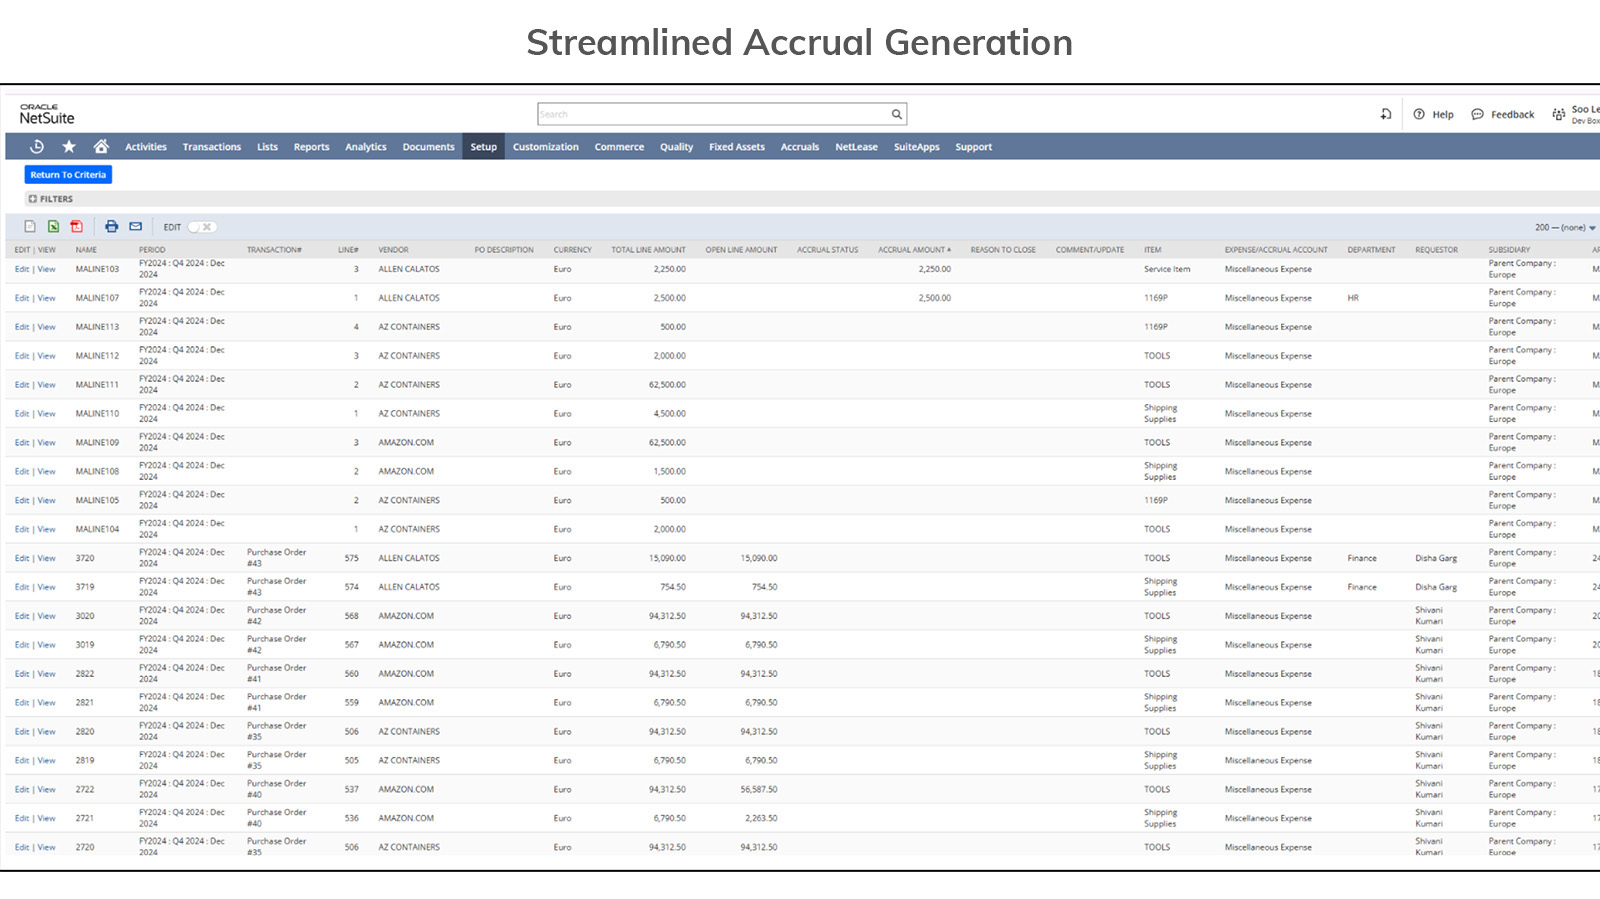 Streamlined Accrual Generation
ORACLE
NetSuite
Search
Help Feedback Soo Le
Dev Box
Activities Transactions Lists Reports Analytics Documents Setup Customization Commerce Quality Fixed Assets Accruals NetLease SuiteApps Support
Return To Criteria
FILTERS
EDIT 200 — (none)
EDIT | VIEW NAME PERIOD TRANSACTION# LINE# VENDOR PO DESCRIPTION CURRENCY TOTAL LINE AMOUNT OPEN LINE AMOUNT ACCRUAL STATUS ACCRUAL AMOUNT REASON TO CLOSE COMMENT/UPDATE ITEM EXPENSE/ACCRUAL ACCOUNT DEPARTMENT REQUESTOR SUBSIDIARY
Edit | View MALINE103 FY2024 : Q4 2024 : Dec 2024 3 ALLEN CALATOS Euro 2,250.00 2,250.00 Service Item Miscellaneous Expense Parent Company : Europe
Edit | View MALINE107 FY2024 : Q4 2024 : Dec 2024 1 ALLEN CALATOS Euro 2,500.00 2,500.00 1169P Miscellaneous Expense HR Parent Company : Europe
Edit | View MALINE113 FY2024 : Q4 2024 : Dec 2024 4 AZ CONTAINERS Euro 500.00 1169P Miscellaneous Expense Parent Company : Europe
Edit | View MALINE112 FY2024 : Q4 2024 : Dec 2024 3 AZ CONTAINERS Euro 2,000.00 TOOLS Miscellaneous Expense Parent Company : Europe
Edit | View MALINE111 FY2024 : Q4 2024 : Dec 2024 2 AZ CONTAINERS Euro 62,500.00 TOOLS Miscellaneous Expense Parent Company : Europe
Edit | View MALINE110 FY2024 : Q4 2024 : Dec 2024 1 AZ CONTAINERS Euro 4,500.00 Shipping Supplies Miscellaneous Expense Parent Company : Europe
Edit | View MALINE109 FY2024 : Q4 2024 : Dec 2024 3 AMAZON.COM Euro 62,500.00 TOOLS Miscellaneous Expense Parent Company : Europe
Edit | View MALINE108 FY2024 : Q4 2024 : Dec 2024 2 AMAZON.COM Euro 1,500.00 Shipping Supplies Miscellaneous Expense Parent Company : Europe
Edit | View MALINE105 FY2024 : Q4 2024 : Dec 2024 2 AZ CONTAINERS Euro 500.00 1169P Miscellaneous Expense Parent Company : Europe
Edit | View MALINE104 FY2024 : Q4 2024 : Dec 2024 1 AZ CONTAINERS Euro 2,000.00 TOOLS Miscellaneous Expense Parent Company : Europe
Edit | View 3720 FY2024 : Q4 2024 : Dec 2024 Purchase Order #43 575 ALLEN CALATOS Euro 15,090.00 15,090.00 TOOLS Miscellaneous Expense Finance Disha Garg Parent Company : Europe
Edit | View 3719 FY2024 : Q4 2024 : Dec 2024 Purchase Order #43 574 ALLEN CALATOS Euro 754.50 754.50 Shipping Supplies Miscellaneous Expense Finance Disha Garg Parent Company : Europe
Edit | View 3020 FY2024 : Q4 2024 : Dec 2024 Purchase Order #42 568 AMAZON.COM Euro 94,312.50 94,312.50 TOOLS Miscellaneous Expense Shivani Kumari Parent Company : Europe
Edit | View 3019 FY2024 : Q4 2024 : Dec 2024 Purchase Order #42 567 AMAZON.COM Euro 6,790.50 6,790.50 Shipping Supplies Miscellaneous Expense Shivani Kumari Parent Company : Europe
Edit | View 2822 FY2024 : Q4 2024 : Dec 2024 Purchase Order #41 560 AMAZON.COM Euro 94,312.50 94,312.50 TOOLS Miscellaneous Expense Shivani Kumari Parent Company : Europe
Edit | View 2821 FY2024 : Q4 2024 : Dec 2024 Purchase Order #41 559 AMAZON.COM Euro 6,790.50 6,790.50 Shipping Supplies Miscellaneous Expense Shivani Kumari Parent Company : Europe
Edit | View 2820 FY2024 : Q4 2024 : Dec 2024 Purchase Order #35 506 AZ CONTAINERS Euro 94,312.50 94,312.50 TOOLS Miscellaneous Expense Shivani Kumari Parent Company : Europe
Edit | View 2819 FY2024 : Q4 2024 : Dec 2024 Purchase Order #35 505 AZ CONTAINERS Euro 6,790.50 6,790.50 Shipping Supplies Miscellaneous Expense Shivani Kumari Parent Company : Europe
Edit | View 2722 FY2024 : Q4 2024 : Dec 2024 Purchase Order #40 537 AMAZON.COM Euro 94,312.50 56,587.50 TOOLS Miscellaneous Expense Shivani Kumari Parent Company : Europe
Edit | View 2721 FY2024 : Q4 2024 : Dec 2024 Purchase Order #40 536 AMAZON.COM Euro 6,790.50 2,263.50 Shipping Supplies Miscellaneous Expense Shivani Kumari Parent Company : Europe
Edit | View 2720 FY2024 : Q4 2024 : Dec 2024 Purchase Order #35 506 AZ CONTAINERS Euro 94,312.50 94,312.50 TOOLS Miscellaneous Expense Shivani Kumari Parent Company : Europe